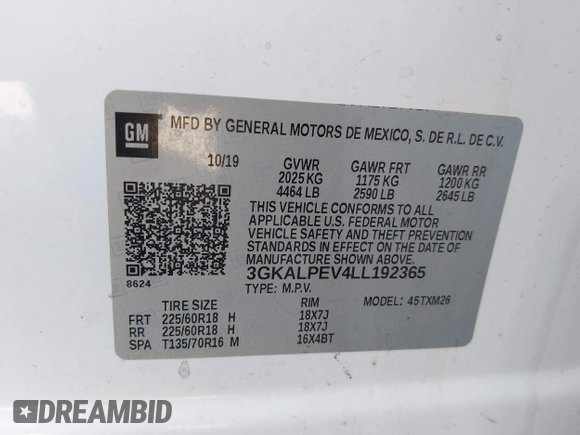 GM
MFD BY GENERAL MOTORS DE MEXICO, S. DE R.L. DE C.V.
10/19 GVWR GAWR FRT GAWR RR
2025 KG 1175 KG 1200 KG
4464 LB 2590 LB 2645 LB
THIS VEHICLE CONFORMS TO ALL
APPLICABLE U.S. FEDERAL MOTOR
VEHICLE SAFETY AND THEFT PREVENTION
STANDARDS IN EFFECT ON THE DATE
OF MANUFACTURE SHOWN ABOVE.
8624
3GKALPEV4LL192365
TYPE: M.P.V. MODEL: 45TXM26
TIRE SIZE RIM
FRT 225/60R18 H 18X7J
RR 225/60R18 H 18X7J
SPA T135/70R16 M 16X4BT
DREAMBID